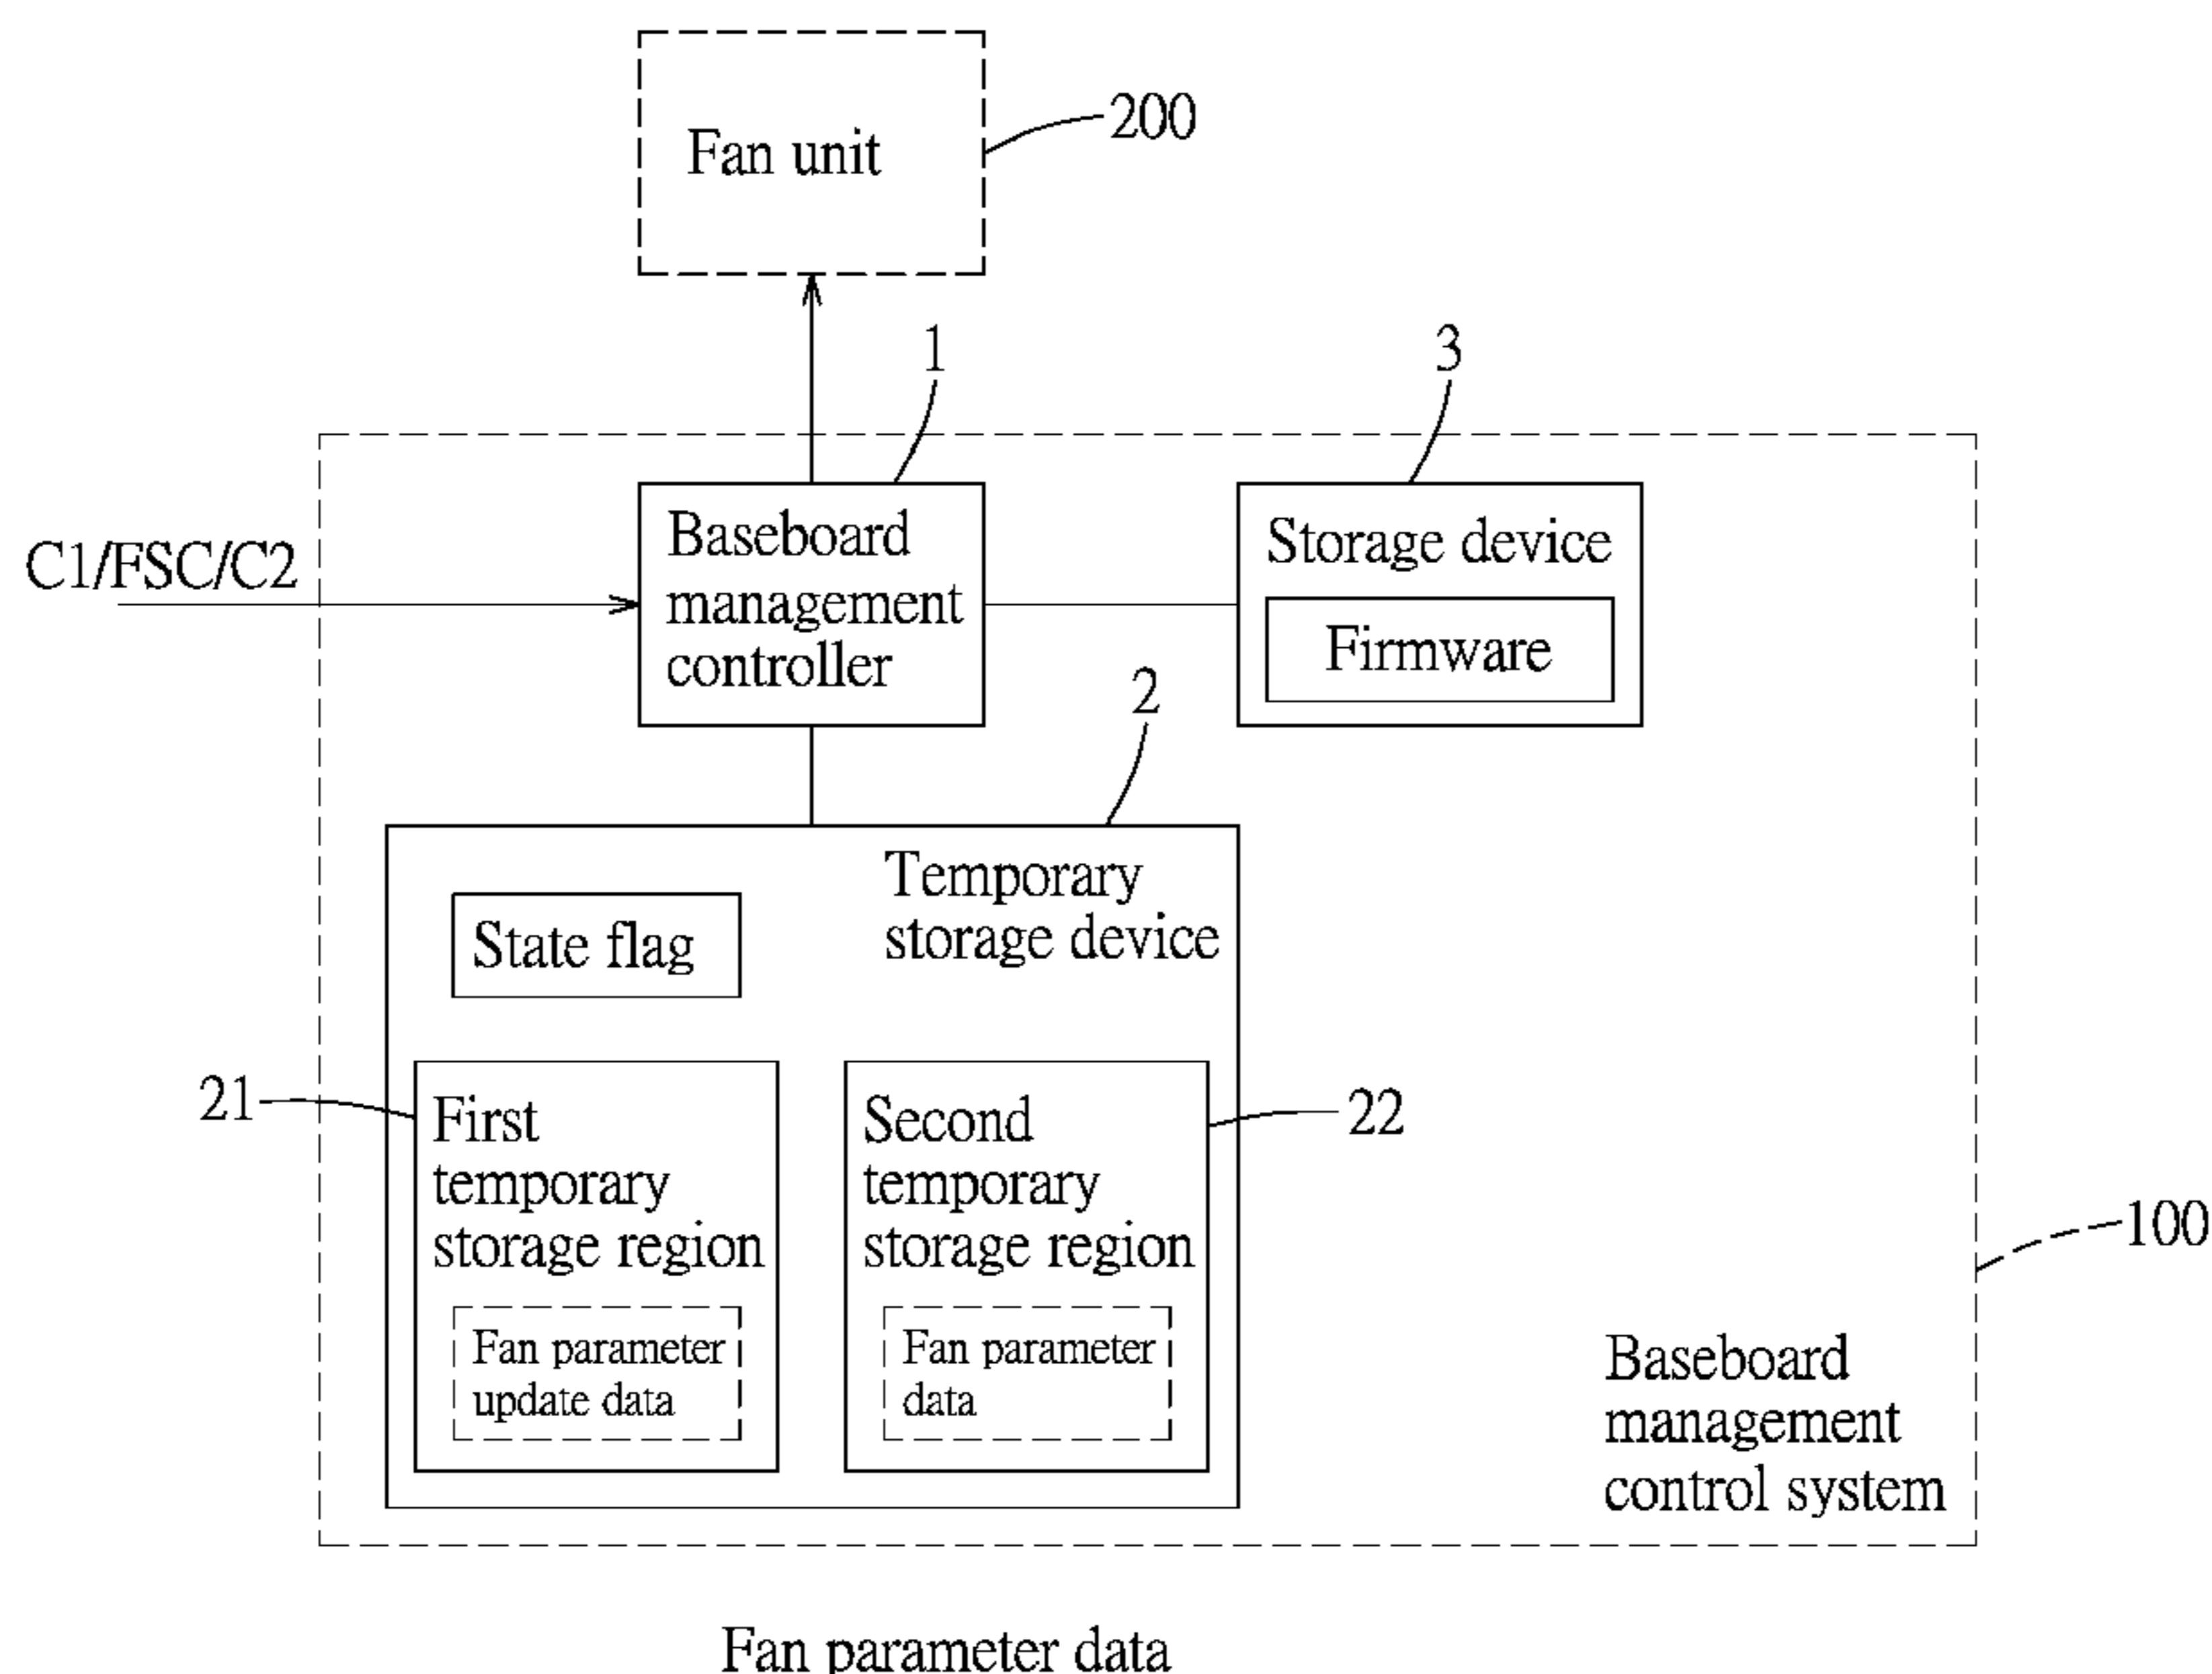 Fan unit
200
1
3
C1/FSC/C2
Baseboard
management
controller
Storage device
Firmware
2
Temporary
storage device
State flag
21
First
temporary
storage region
Fan parameter
update data
Second
temporary
storage region
Fan parameter
data
22
100
Baseboard
management
control system
Fan parameter data